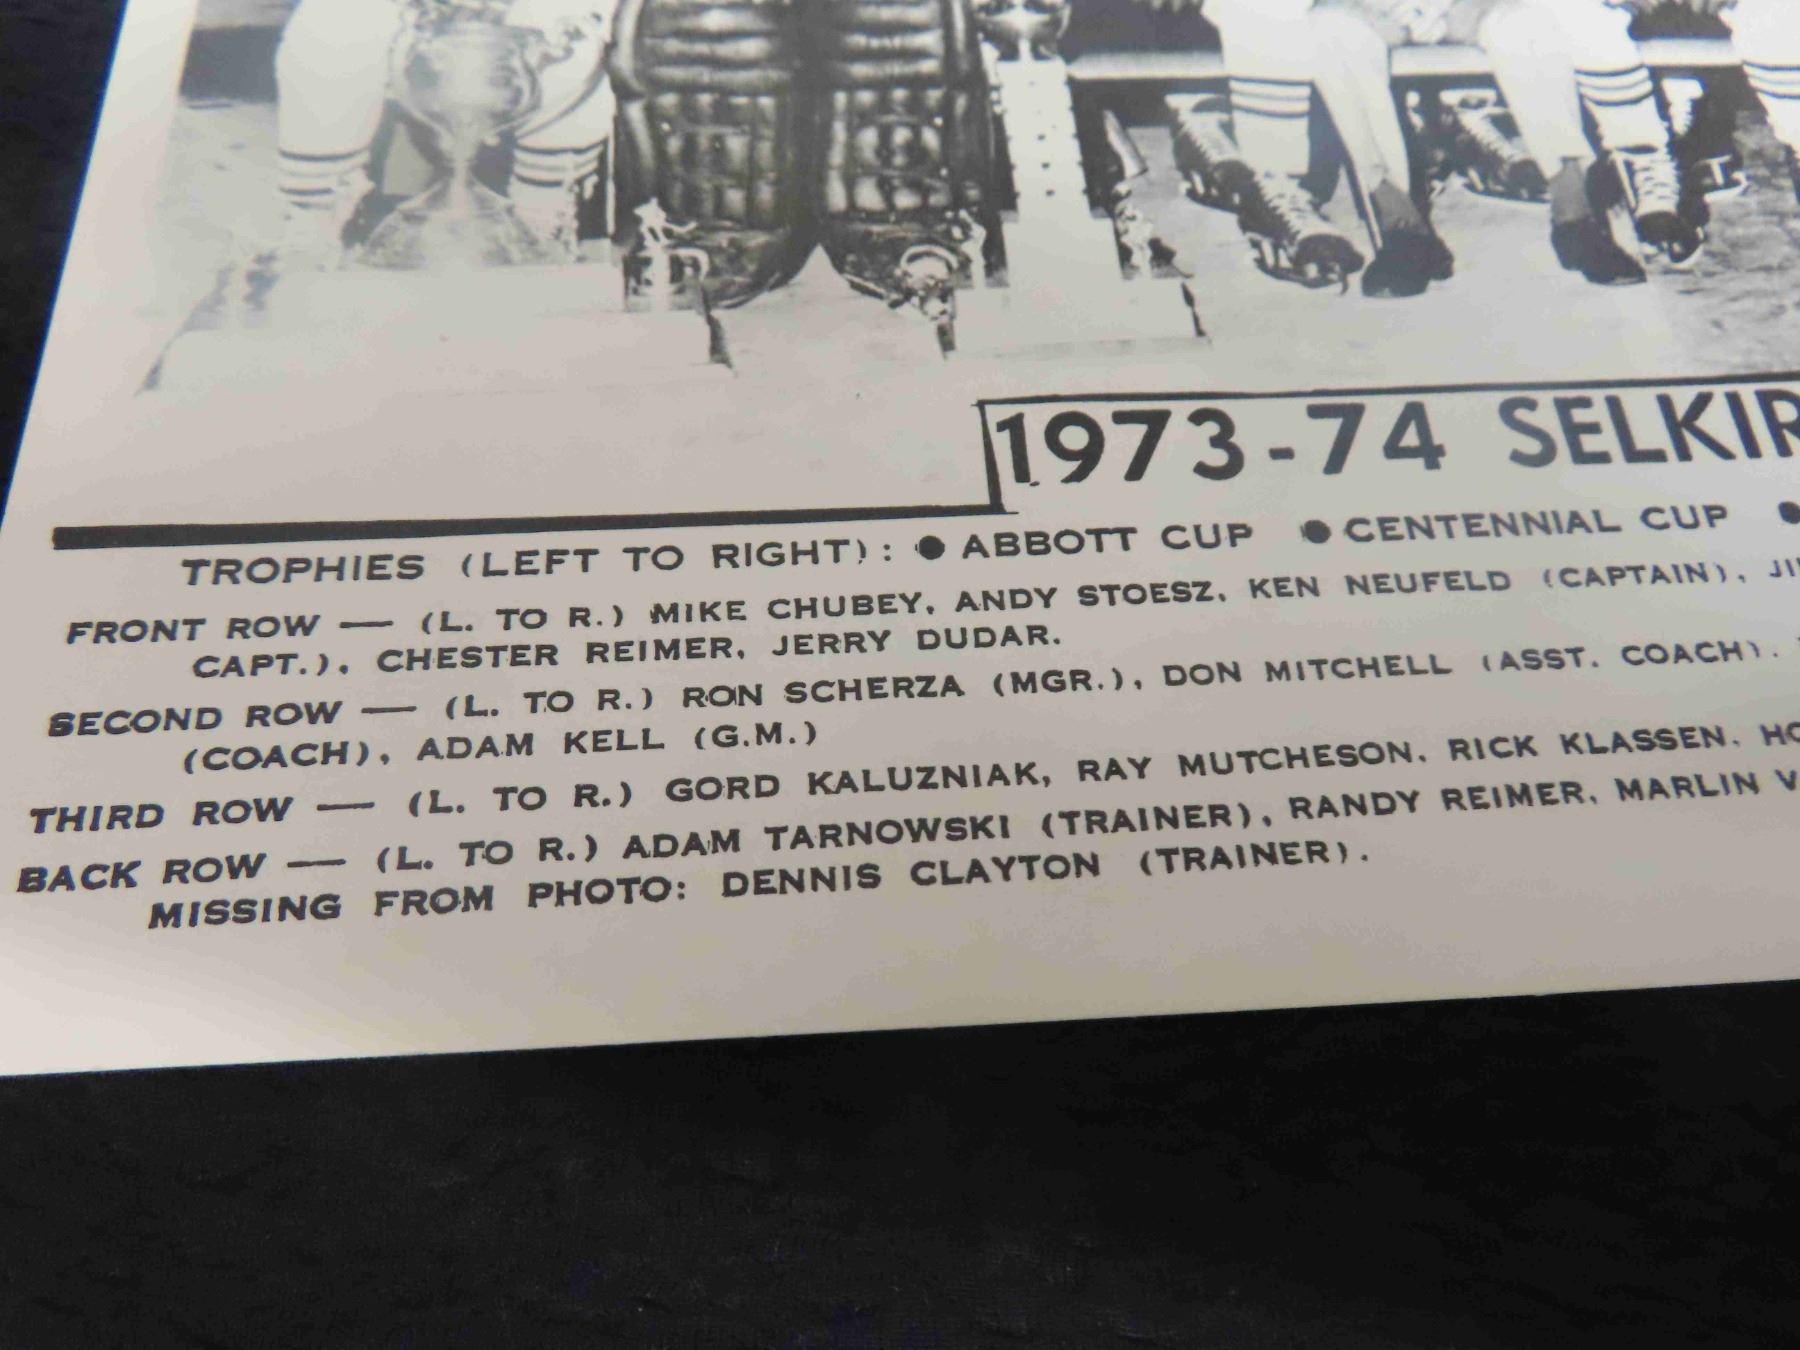 1973-74 SELKIR
TROPHIES (LEFT TO RIGHT): ● ABBOTT CUP ● CENTENNIAL CUP ●
FRONT ROW — (L. TO R.) MIKE CHUBEY, ANDY STOESZ, KEN NEUFELD (CAPTAIN), JI
CAPT.), CHESTER REIMER, JERRY DUDAR.
SECOND ROW — (L. TO R.) RON SCHERZA (MGR.), DON MITCHELL (ASST. COACH),
(COACH), ADAM KELL (G.M.)
THIRD ROW — (L. TO R.) GORD KALUZNIAK, RAY MUTCHESON, RICK KLASSEN, HO
BACK ROW — (L. TO R.) ADAM TARNOWSKI (TRAINER), RANDY REIMER, MARLIN V
MISSING FROM PHOTO: DENNIS CLAYTON (TRAINER).